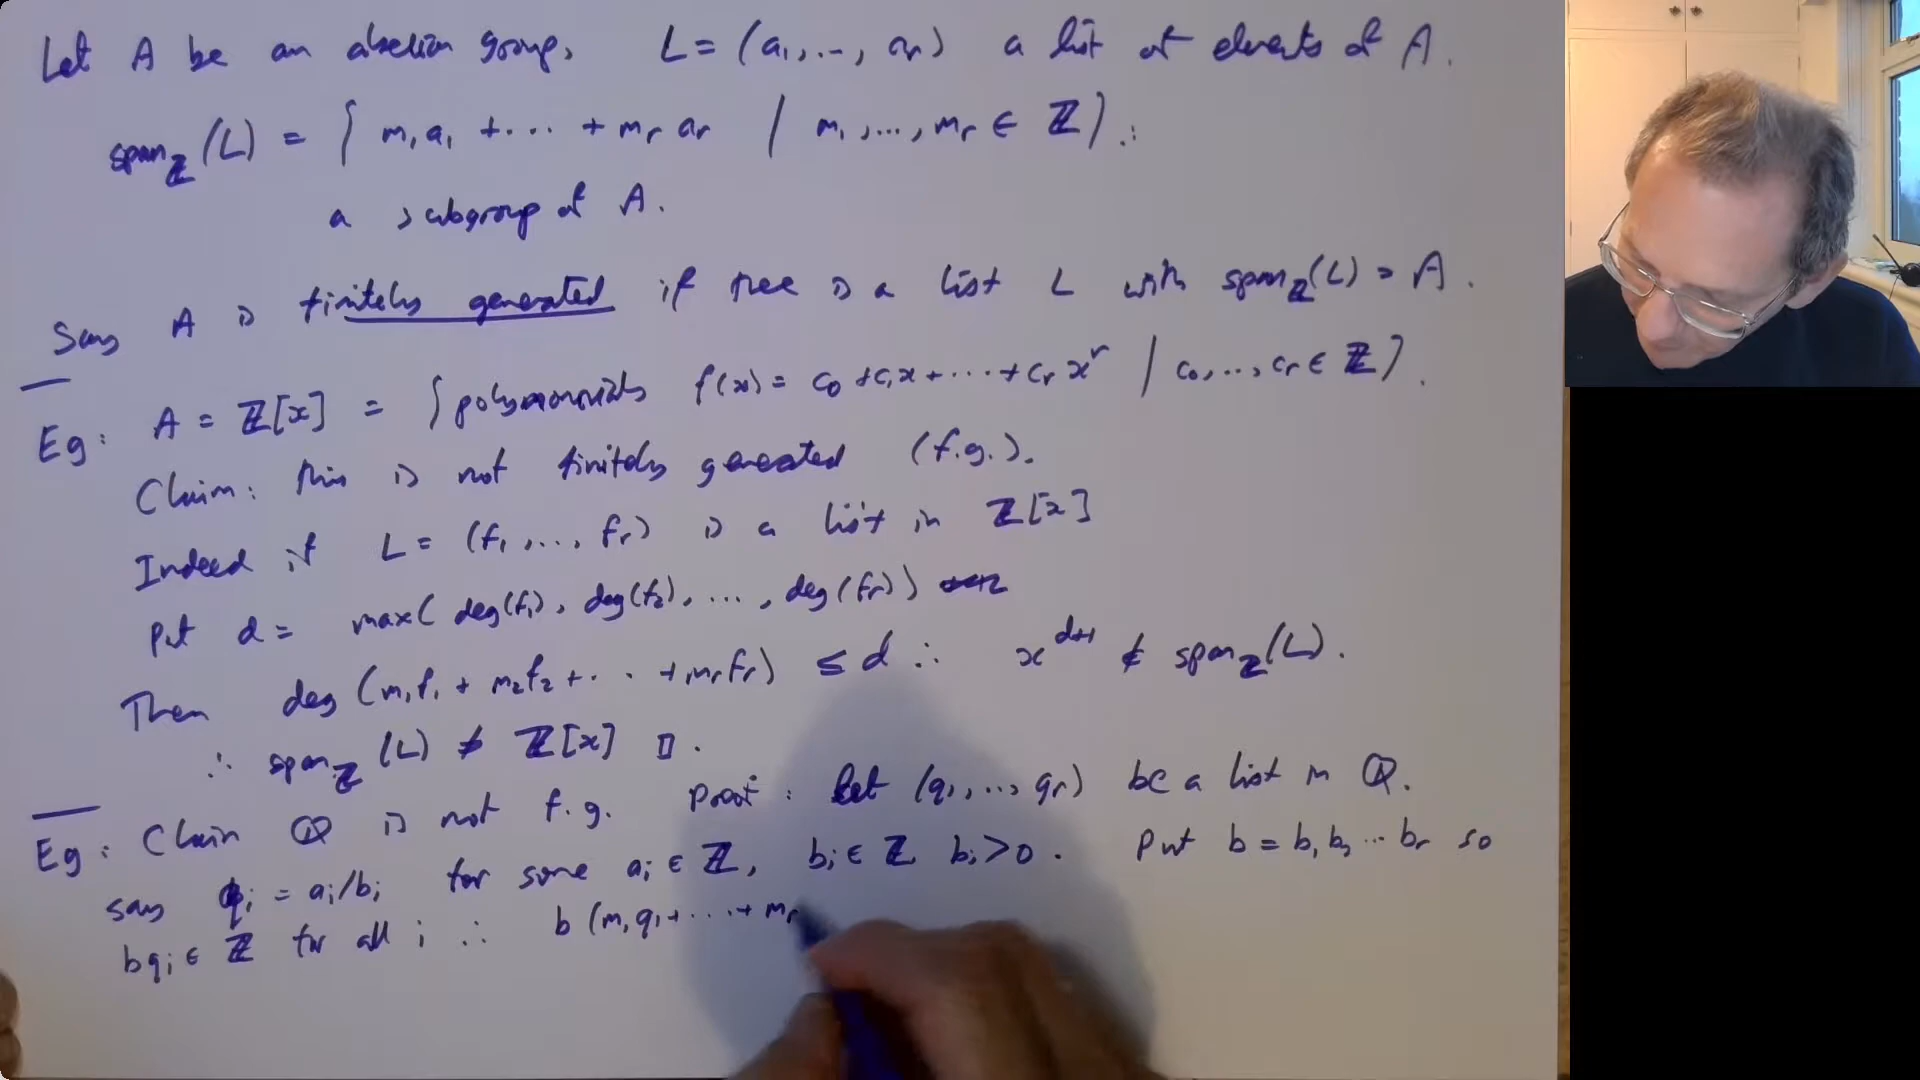 Let A be an abelian group, L = (a₁, ..., aᵣ) a list of elements of A.
span_ℤ(L) = { m₁a₁ + ··· + mᵣaᵣ | m₁, ..., mᵣ ∈ ℤ } ∴
a subgroup of A.
Say A is finitely generated if there is a list L with span_ℤ(L) = A.
Eg: A = ℤ[x] = { polynomials f(x) = c₀ + c₁x + ··· + cᵣxʳ | c₀, ..., cᵣ ∈ ℤ }.
Claim: this is not finitely generated (f.g.).
Indeed if L = (f₁, ..., fᵣ) is a list in ℤ[x]
Put d = max( deg(f₁), deg(f₂), ..., deg(fᵣ))
Then deg (m₁f₁ + m₂f₂ + ··· + mᵣfᵣ) ≤ d ∴ x^{d+1} ∉ span_ℤ(L).
∴ span_ℤ(L) ≠ ℤ[x] □.
Eg: Claim ℚ is not f.g. Proof: Let (q₁, ..., qᵣ) be a list in ℚ.
say qᵢ = aᵢ/bᵢ for some aᵢ ∈ ℤ, bᵢ ∈ ℤ bᵢ > 0. Put b = b₁b₂···bᵣ so
bqᵢ ∈ ℤ for all i ∴ b (m₁q₁ + ··· + mᵣ